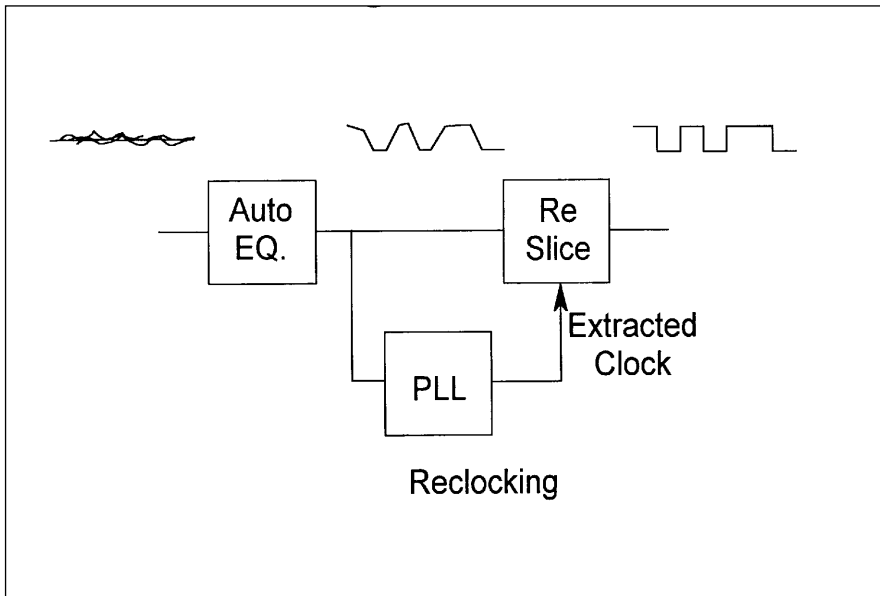 Auto
EQ.
Re
Slice
Extracted
Clock
PLL
Reclocking